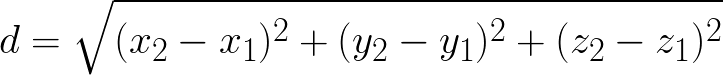 d = √((x₂ − x₁)² + (y₂ − y₁)² + (z₂ − z₁)²)